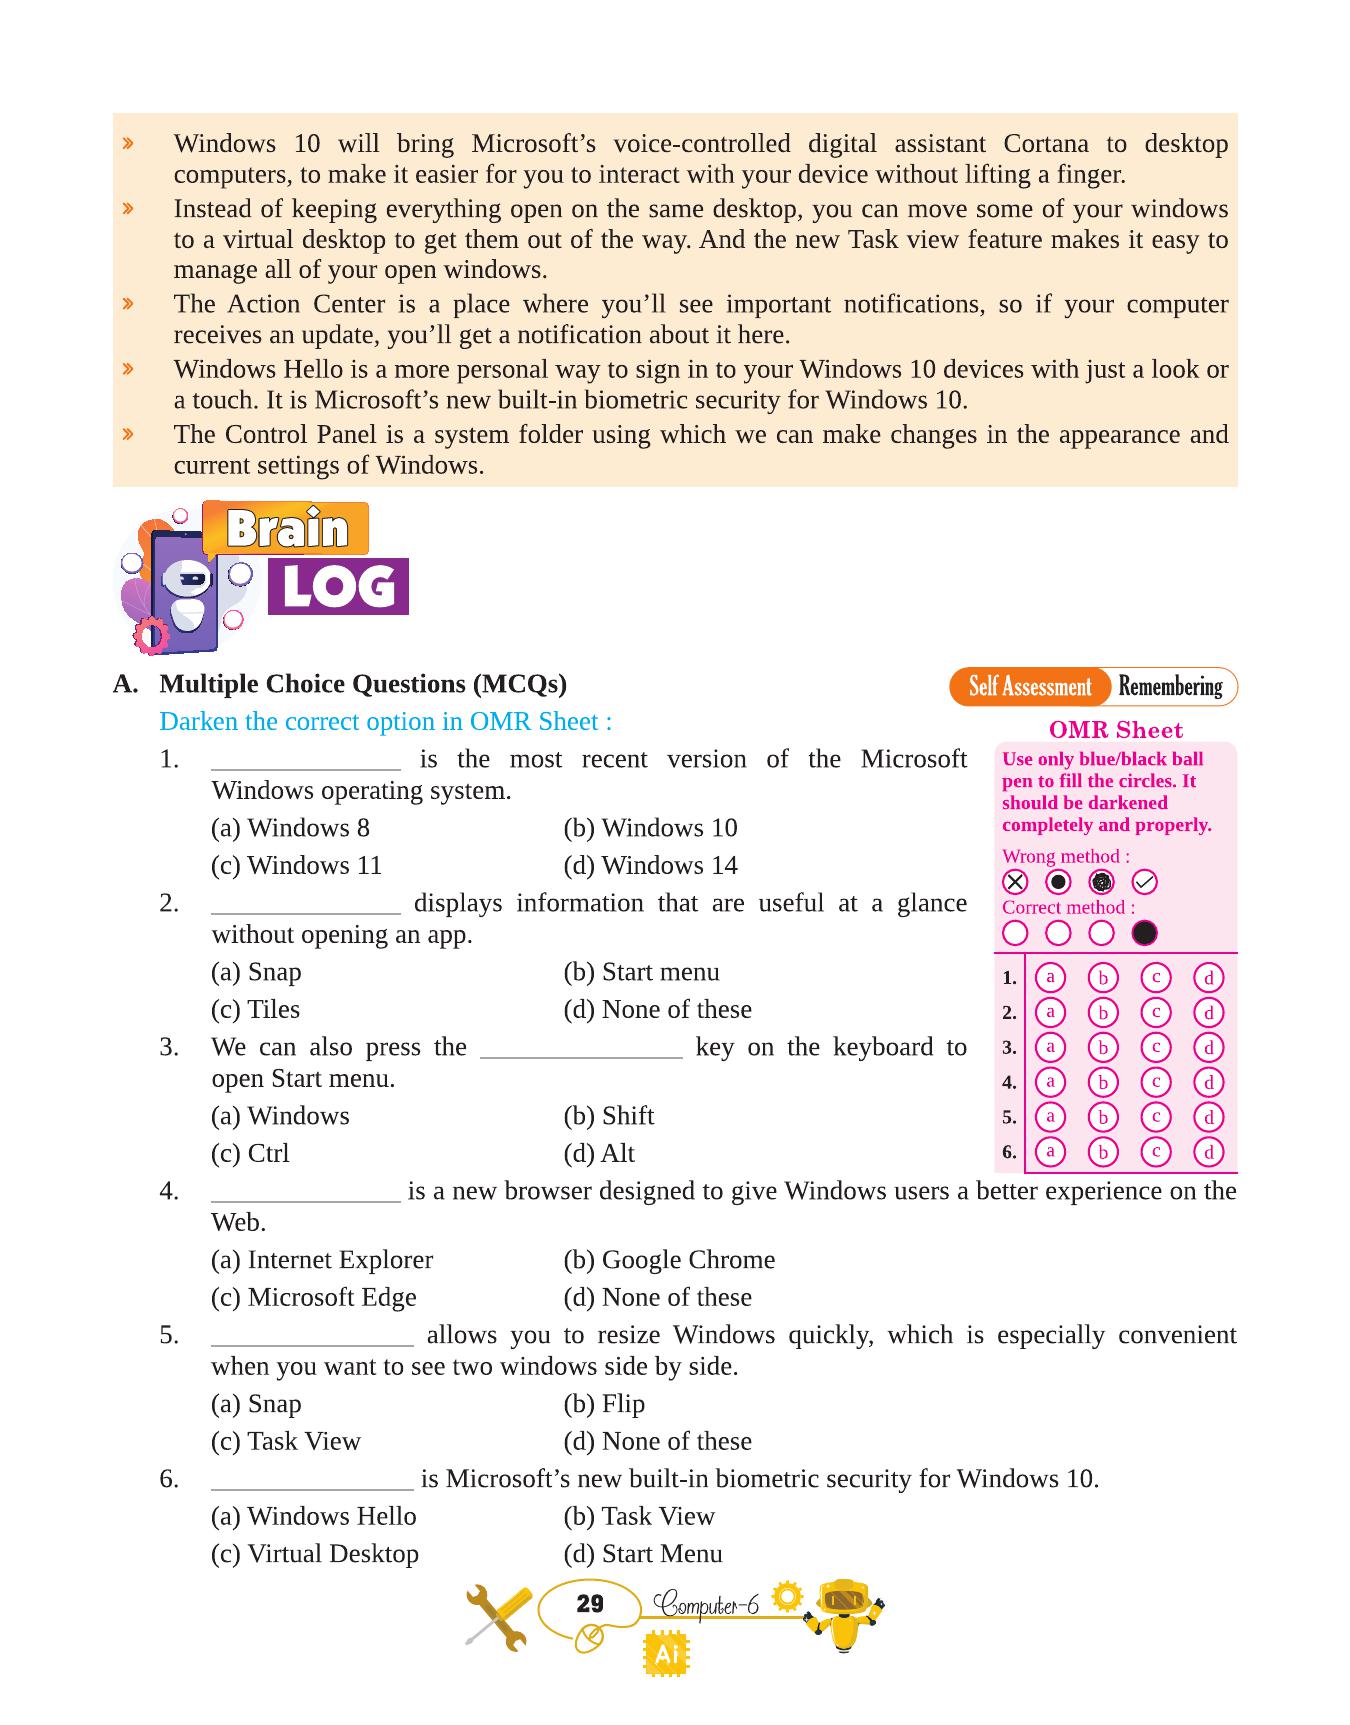 » Windows 10 will bring Microsoft’s voice-controlled digital assistant Cortana to desktop
computers, to make it easier for you to interact with your device without lifting a finger.
» Instead of keeping everything open on the same desktop, you can move some of your windows
to a virtual desktop to get them out of the way. And the new Task view feature makes it easy to
manage all of your open windows.
» The Action Center is a place where you’ll see important notifications, so if your computer
receives an update, you’ll get a notification about it here.
» Windows Hello is a more personal way to sign in to your Windows 10 devices with just a look or
a touch. It is Microsoft’s new built-in biometric security for Windows 10.
» The Control Panel is a system folder using which we can make changes in the appearance and
current settings of Windows.
Brain
LOG
A. Multiple Choice Questions (MCQs)
Self Assessment Remembering
Darken the correct option in OMR Sheet :
1. ______________ is the most recent version of the Microsoft
Windows operating system.
(a) Windows 8 (b) Windows 10
(c) Windows 11 (d) Windows 14
2. ______________ displays information that are useful at a glance
without opening an app.
(a) Snap (b) Start menu
(c) Tiles (d) None of these
3. We can also press the _______________ key on the keyboard to
open Start menu.
(a) Windows (b) Shift
(c) Ctrl (d) Alt
OMR Sheet
Use only blue/black ball
pen to fill the circles. It
should be darkened
completely and properly.
Wrong method :
Correct method :
1. a b c d
2. a b c d
3. a b c d
4. a b c d
5. a b c d
6. a b c d
4. ______________ is a new browser designed to give Windows users a better experience on the
Web.
(a) Internet Explorer (b) Google Chrome
(c) Microsoft Edge (d) None of these
5. _______________ allows you to resize Windows quickly, which is especially convenient
when you want to see two windows side by side.
(a) Snap (b) Flip
(c) Task View (d) None of these
6. _______________ is Microsoft’s new built-in biometric security for Windows 10.
(a) Windows Hello (b) Task View
(c) Virtual Desktop (d) Start Menu
29 Computer-6
Ai